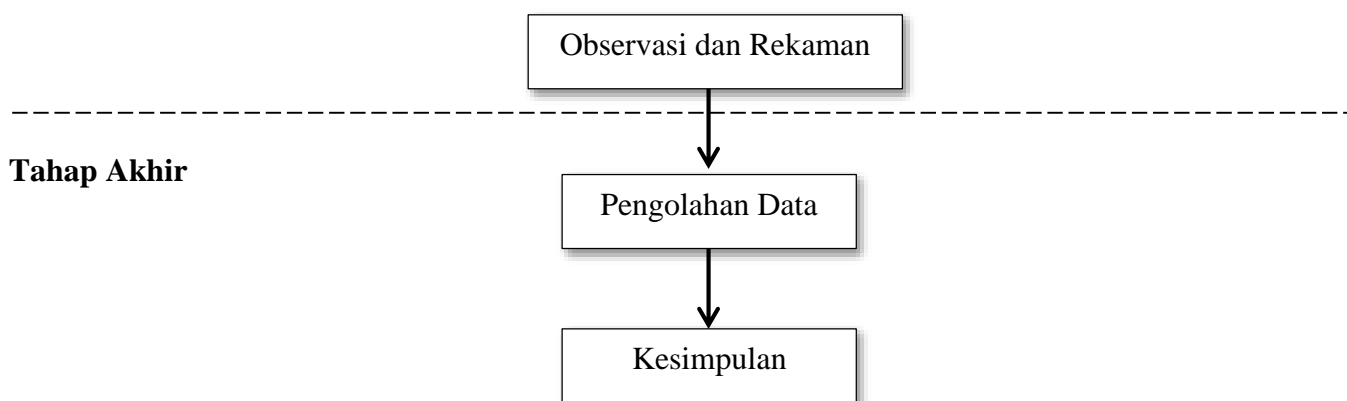 Observasi dan Rekaman
Tahap Akhir
Pengolahan Data
Kesimpulan